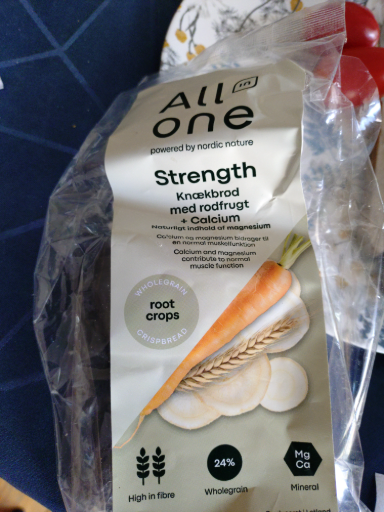 All in
one
powered by nordic nature
Strength
Knækbrød
med rodfrugt
+ Calcium
Naturligt indhold af magnesium
Calcium og magnesium bidrager til
en normal muskelfunktion
Calcium and magnesium
contribute to normal
muscle function
WHOLEGRAIN
root
crops
CRISPBREAD
High in fibre
24%
Wholegrain
Mg
Ca
Mineral